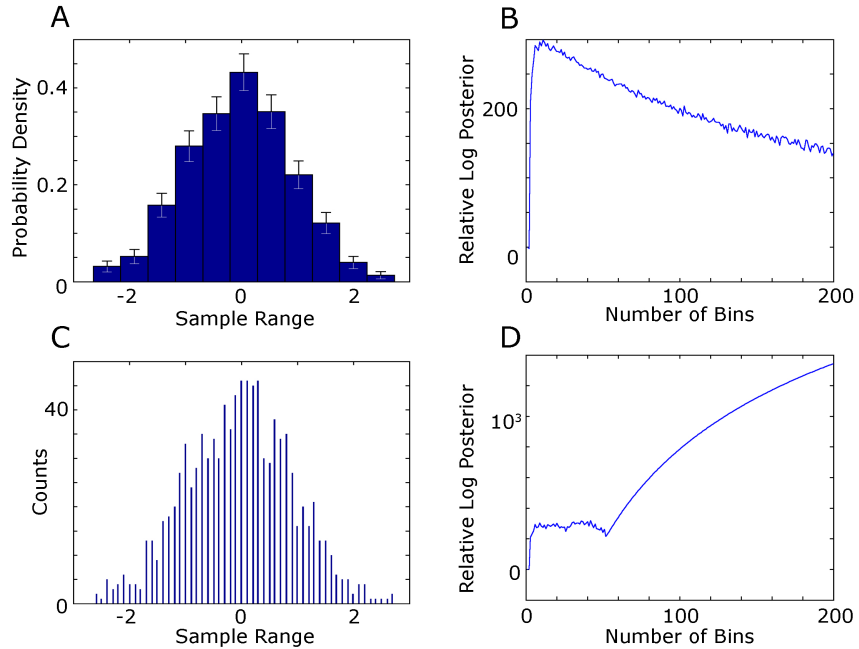 A
Probability Density
0.4
0.2
0
-2
0
2
Sample Range
B
Relative Log Posterior
200
0
0
100
200
Number of Bins
C
Counts
40
0
-2
0
2
Sample Range
D
Relative Log Posterior
10³
0
0
100
200
Number of Bins